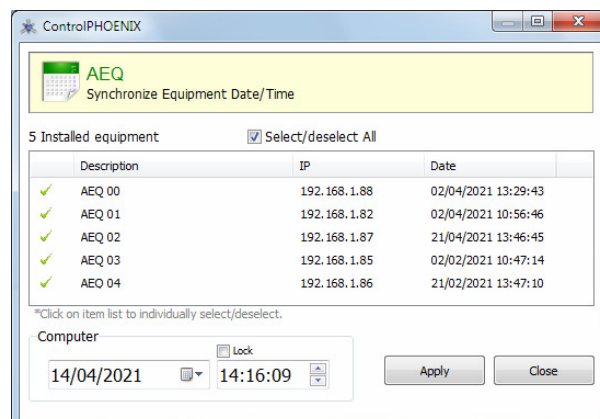 ControlPHOENIX
AEQ
Synchronize Equipment Date/Time
5 Installed equipment Select/deselect All
Description IP Date
AEQ 00 192.168.1.88 02/04/2021 13:29:43
AEQ 01 192.168.1.82 02/04/2021 10:56:46
AEQ 02 192.168.1.87 21/04/2021 13:46:45
AEQ 03 192.168.1.85 02/02/2021 10:47:14
AEQ 04 192.168.1.86 21/02/2021 13:47:10
*Click on item list to individually select/deselect.
Computer
Lock
14/04/2021 14:16:09 Apply Close